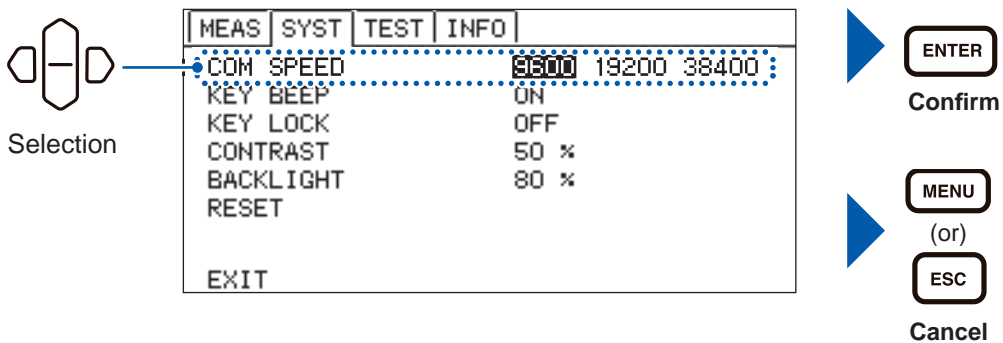 MEAS SYST TEST INFO
COM SPEED 9600 19200 38400
KEY BEEP ON
KEY LOCK OFF
CONTRAST 50 %
BACKLIGHT 80 %
RESET
EXIT
Selection
ENTER
Confirm
MENU
(or)
ESC
Cancel